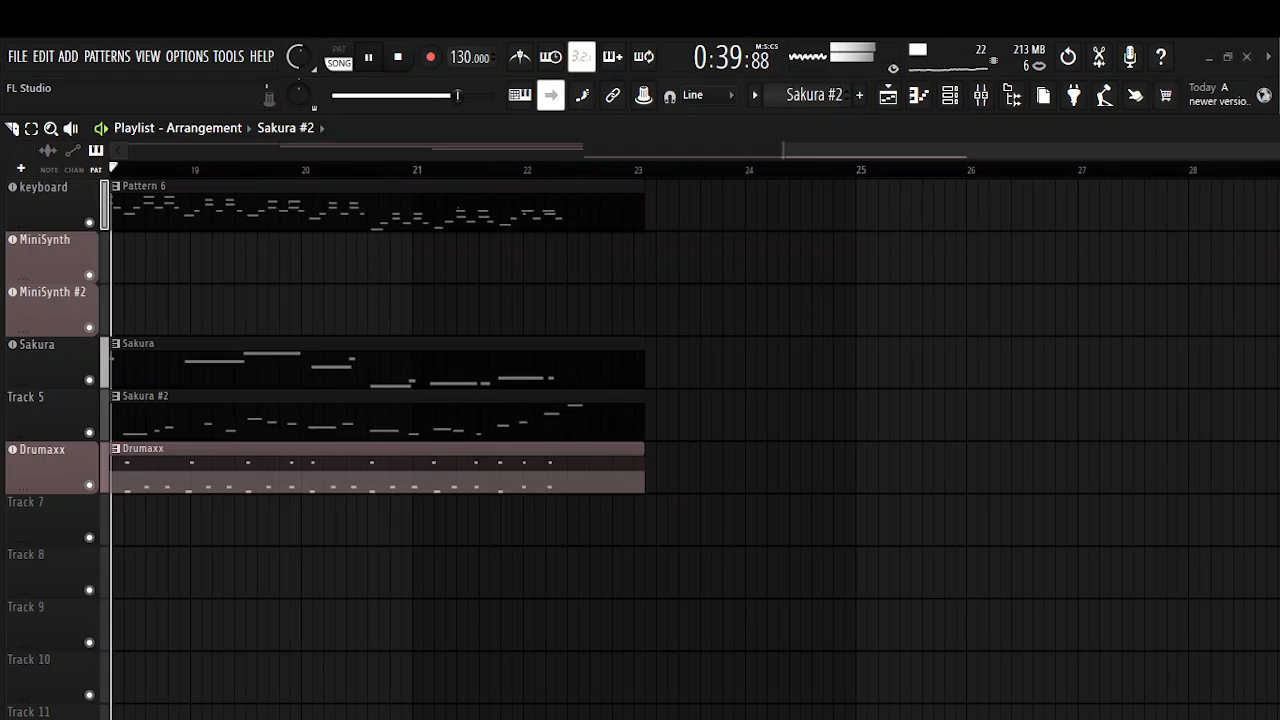 FILE EDIT ADD PATTERNS VIEW OPTIONS TOOLS HELP
PAT
SONG
130.000
3.2.
0:39:88
M:S:CS
22
213 MB
6
FL Studio
Line
Sakura #2
Today A
newer versio..
Playlist - Arrangement
Sakura #2
NOTE CHAN PAT
19 20 21 22 23 24 25 26 27 28
keyboard
Pattern 6
MiniSynth
MiniSynth #2
Sakura
Sakura
Track 5
Sakura #2
Drumaxx
Drumaxx
Track 7
Track 8
Track 9
Track 10
Track 11